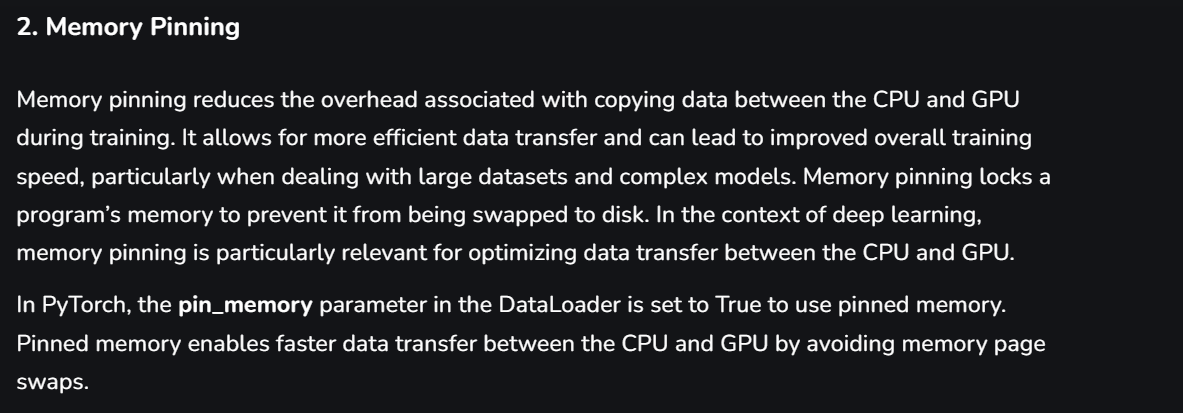 2. Memory Pinning
Memory pinning reduces the overhead associated with copying data between the CPU and GPU
during training. It allows for more efficient data transfer and can lead to improved overall training
speed, particularly when dealing with large datasets and complex models. Memory pinning locks a
program’s memory to prevent it from being swapped to disk. In the context of deep learning,
memory pinning is particularly relevant for optimizing data transfer between the CPU and GPU.
In PyTorch, the pin_memory parameter in the DataLoader is set to True to use pinned memory.
Pinned memory enables faster data transfer between the CPU and GPU by avoiding memory page
swaps.